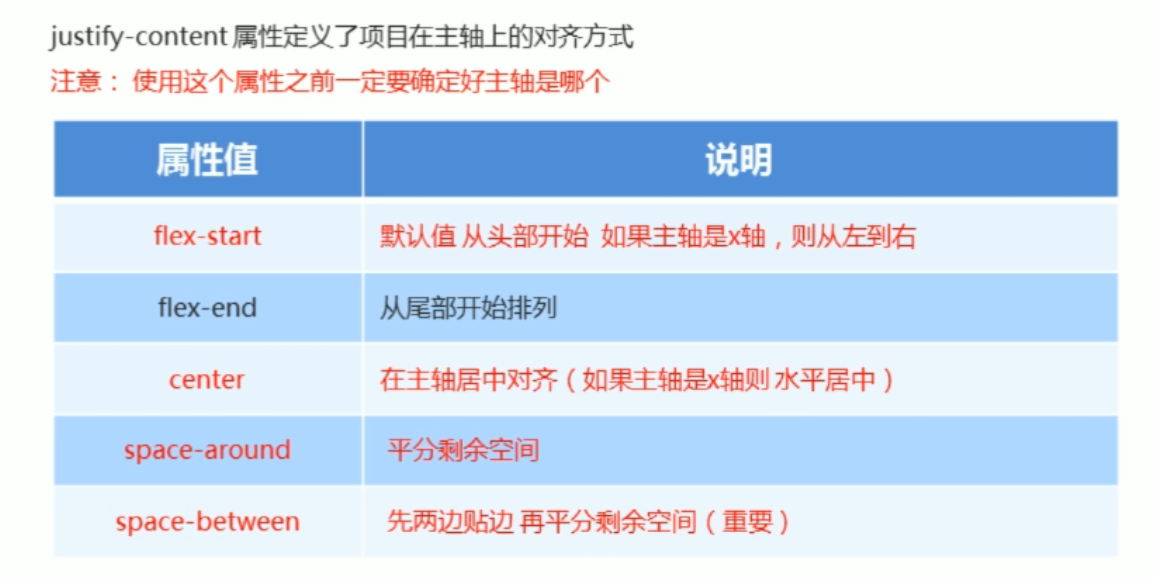 justify-content 属性定义了项目在主轴上的对齐方式
注意： 使用这个属性之前一定要确定好主轴是哪个
属性值 说明
flex-start 默认值 从头部开始 如果主轴是x轴，则从左到右
flex-end 从尾部开始排列
center 在主轴居中对齐（如果主轴是x轴则 水平居中）
space-around 平分剩余空间
space-between 先两边贴边 再平分剩余空间（重要）